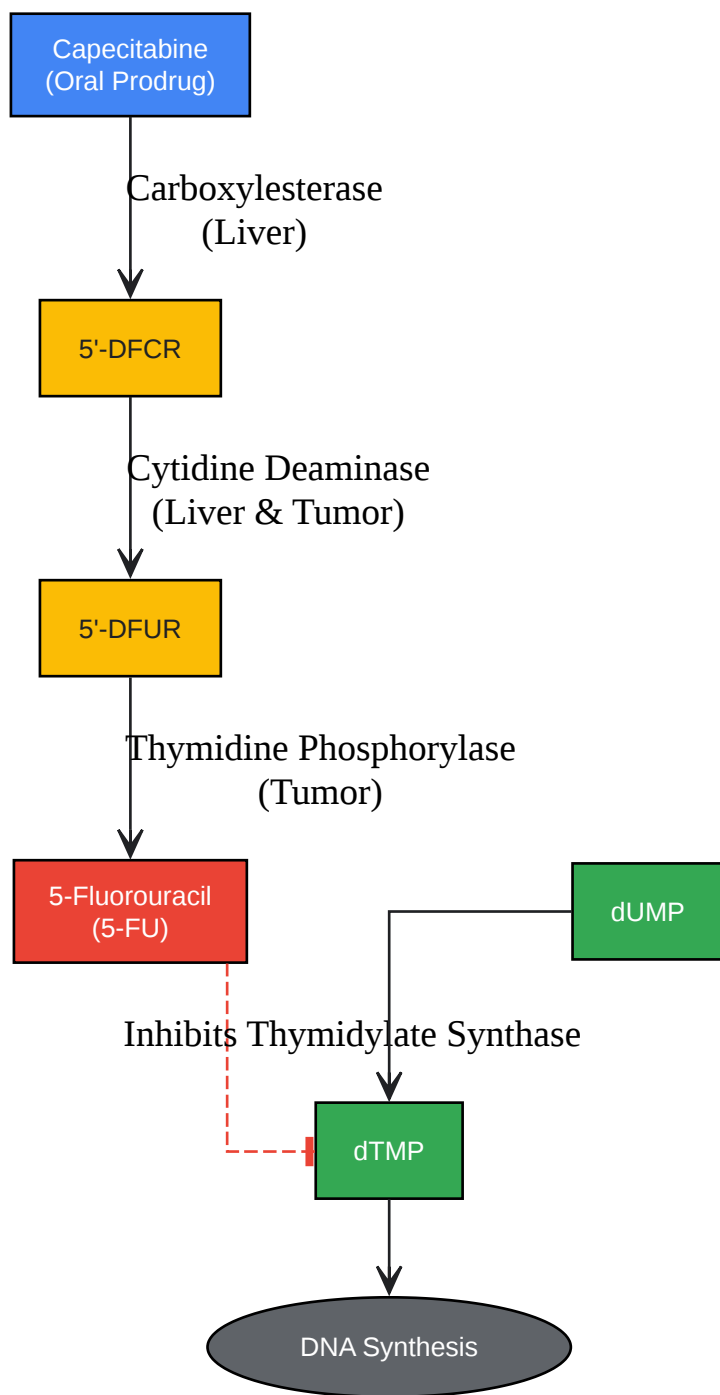 Capecitabine
(Oral Prodrug)
Carboxylesterase
(Liver)
5'-DFCR
Cytidine Deaminase
(Liver & Tumor)
5'-DFUR
Thymidine Phosphorylase
(Tumor)
5-Fluorouracil
(5-FU)
dUMP
Inhibits Thymidylate Synthase
dTMP
DNA Synthesis